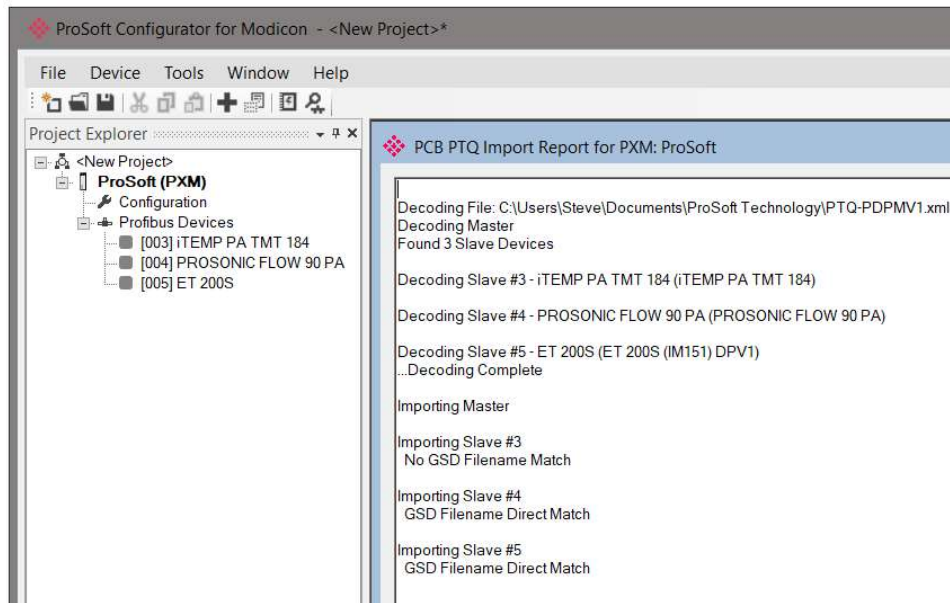 ProSoft Configurator for Modicon - <New Project>*
File Device Tools Window Help
Project Explorer
<New Project>
ProSoft (PXM)
Configuration
Profibus Devices
[003] iTEMP PA TMT 184
[004] PROSONIC FLOW 90 PA
[005] ET 200S
PCB PTQ Import Report for PXM: ProSoft
Decoding File: C:\Users\Steve\Documents\ProSoft Technology\PTQ-PDPMV1.xml
Decoding Master
Found 3 Slave Devices
Decoding Slave #3 - iTEMP PA TMT 184 (iTEMP PA TMT 184)
Decoding Slave #4 - PROSONIC FLOW 90 PA (PROSONIC FLOW 90 PA)
Decoding Slave #5 - ET 200S (ET 200S (IM151) DPV1)
...Decoding Complete
Importing Master
Importing Slave #3
No GSD Filename Match
Importing Slave #4
GSD Filename Direct Match
Importing Slave #5
GSD Filename Direct Match